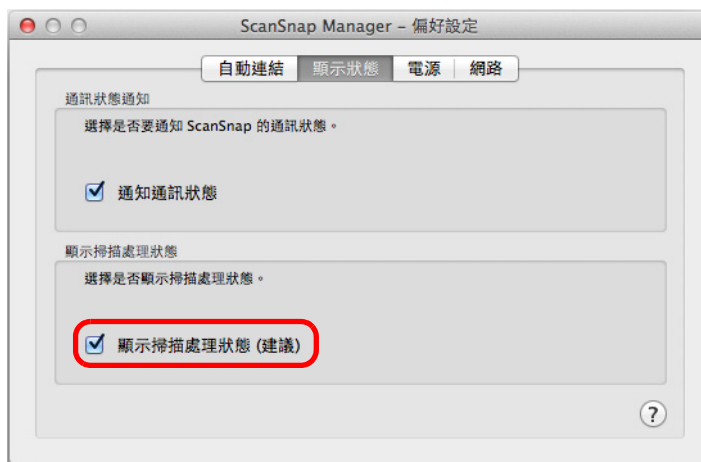 ScanSnap Manager – 偏好設定
自動連結 顯示狀態 電源 網路
通訊狀態通知
選擇是否要通知 ScanSnap 的通訊狀態。
通知通訊狀態
顯示掃描處理狀態
選擇是否顯示掃描處理狀態。
顯示掃描處理狀態 (建議)
?